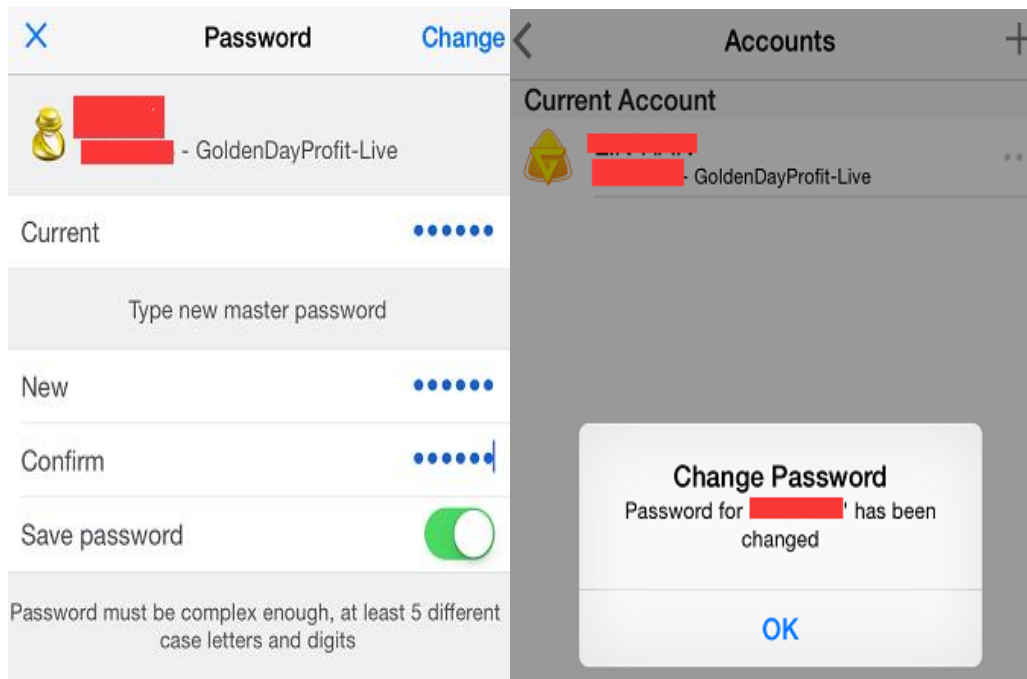 Password
Change
- GoldenDayProfit-Live
Current
Type new master password
New
Confirm
Save password
Password must be complex enough, at least 5 different
case letters and digits
Accounts
Current Account
- GoldenDayProfit-Live
Change Password
Password for ' has been
changed
OK